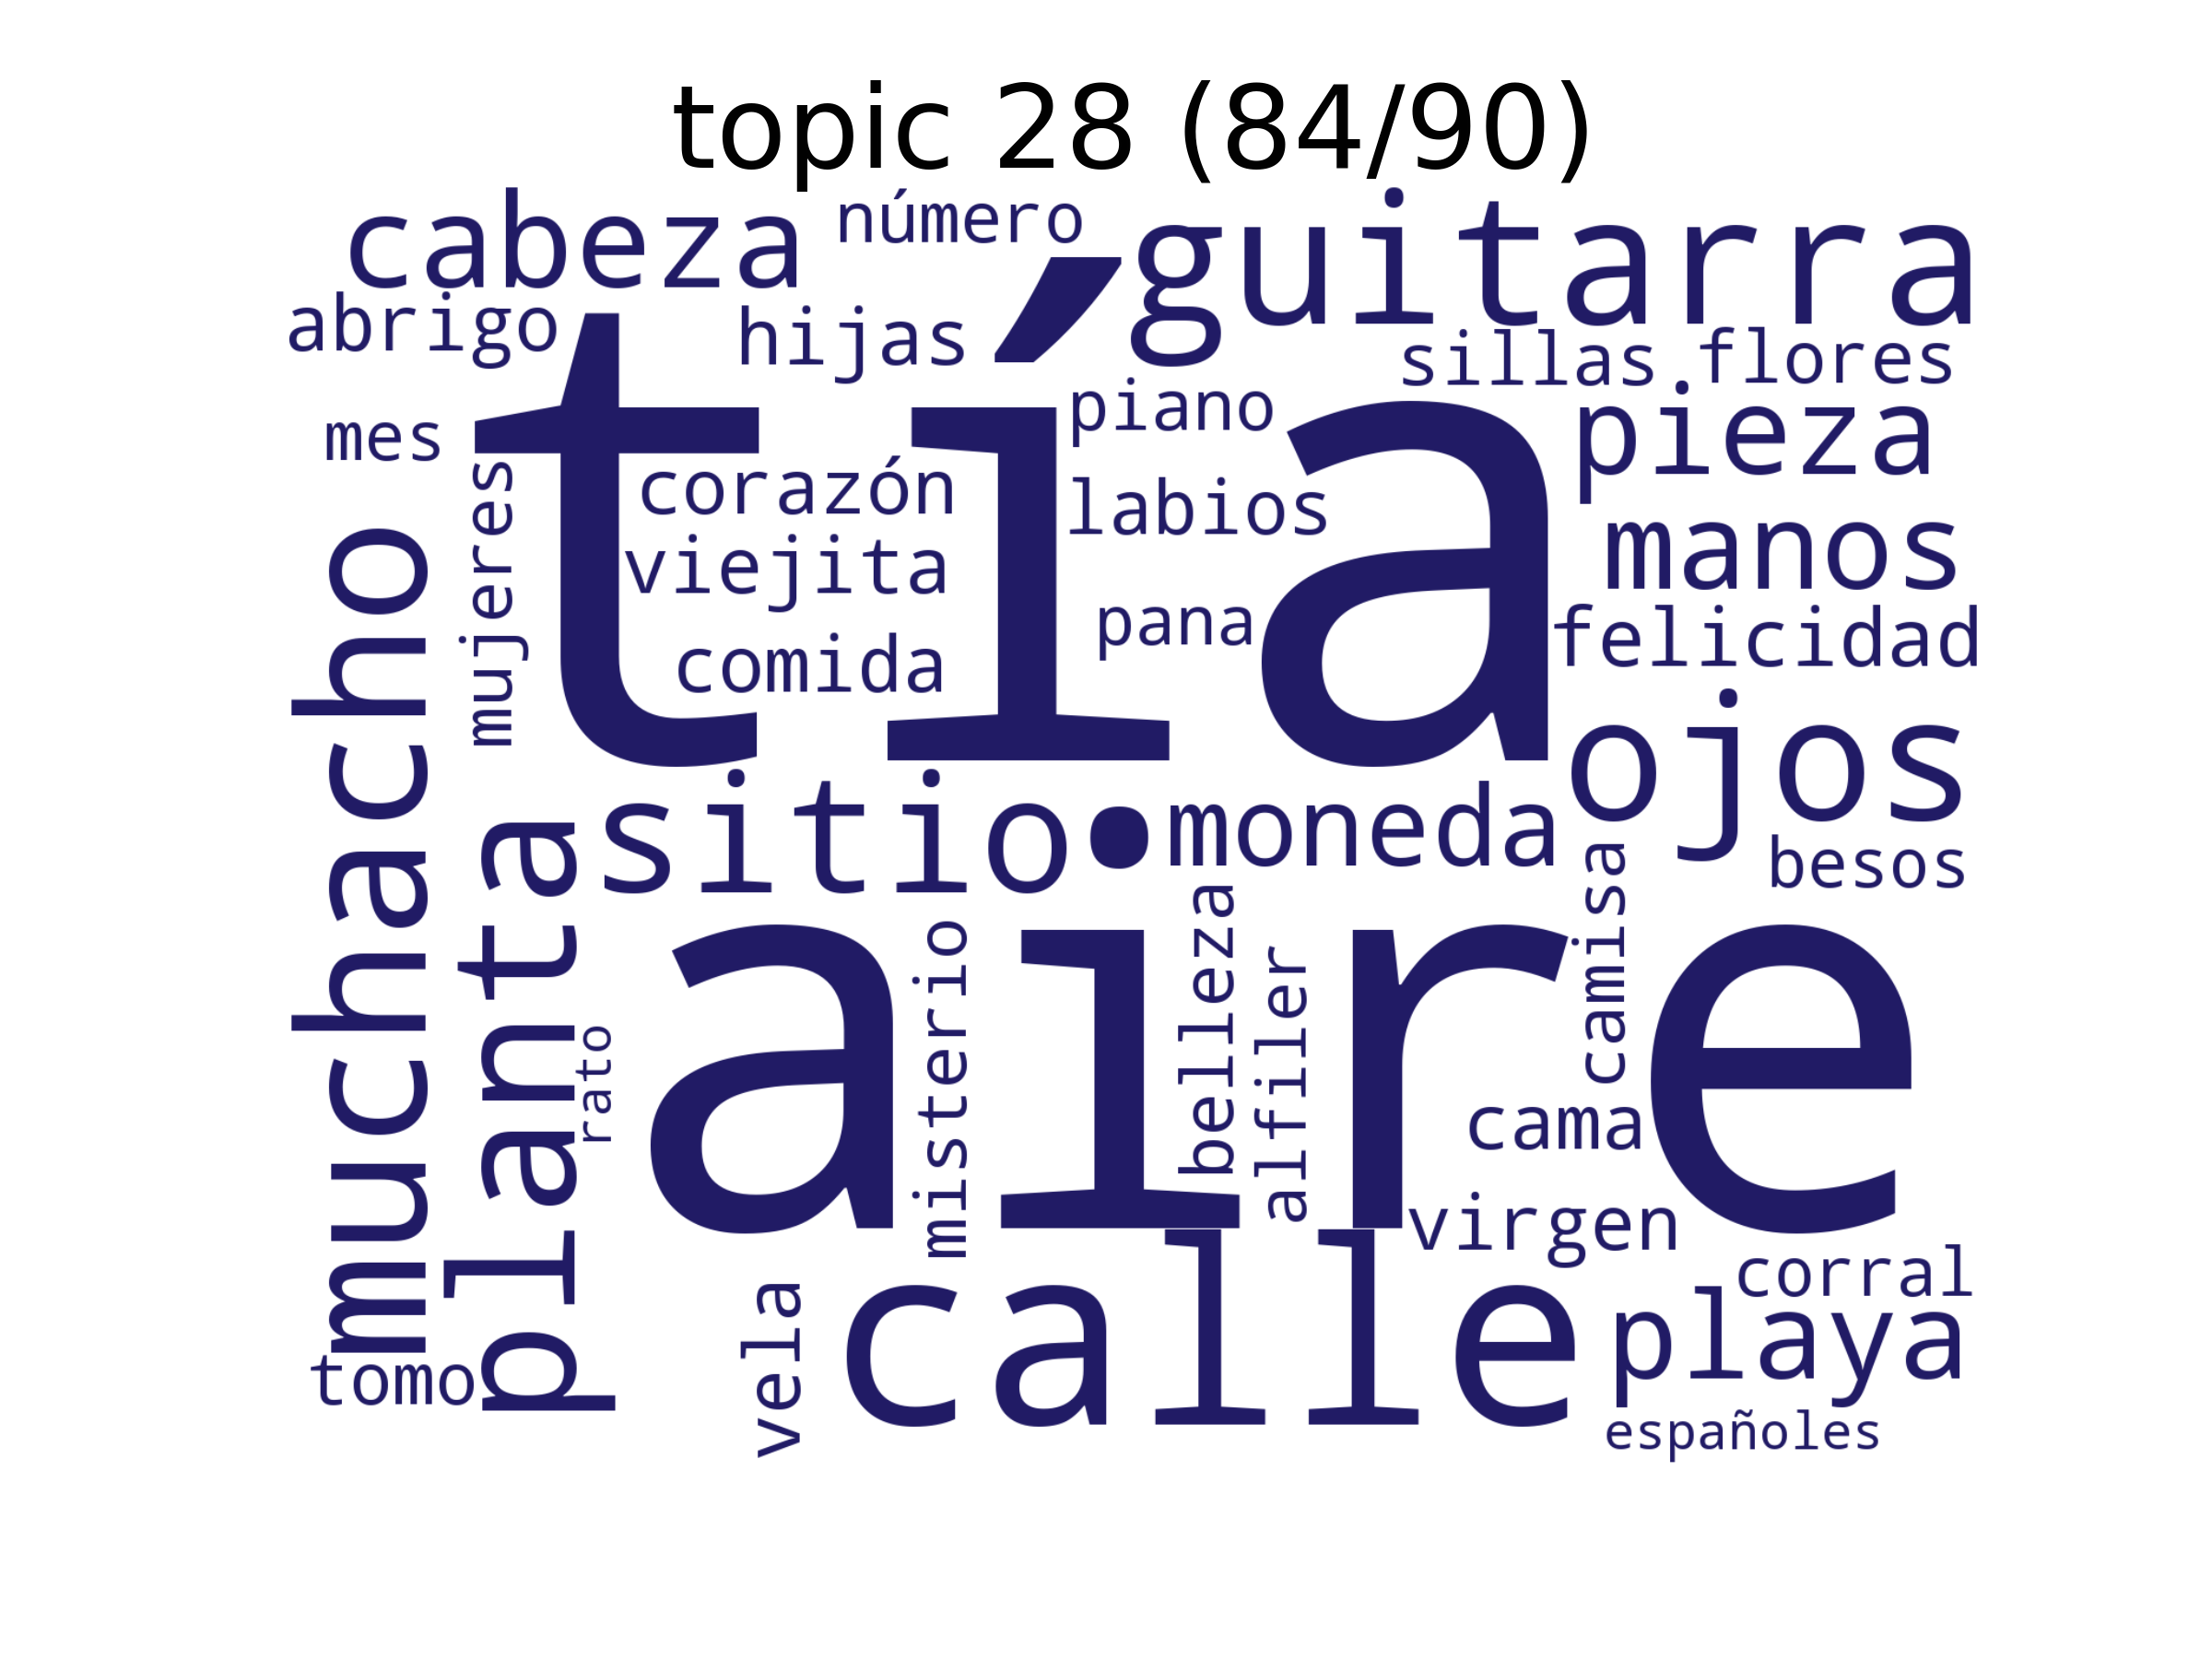 topic 28 (84/90)
cabeza
número
guitarra
abrigo
hijas
sillas
flores
tía
mes
piano
pieza
mujeres
corazón
labios
manos
viejita
pana
felicidad
comida
muchacho
ojos
sitio
moneda
besos
planta
aire
camisa
misterio
belleza
alfiler
rato
cama
virgen
corral
calle
playa
vela
tomo
españoles